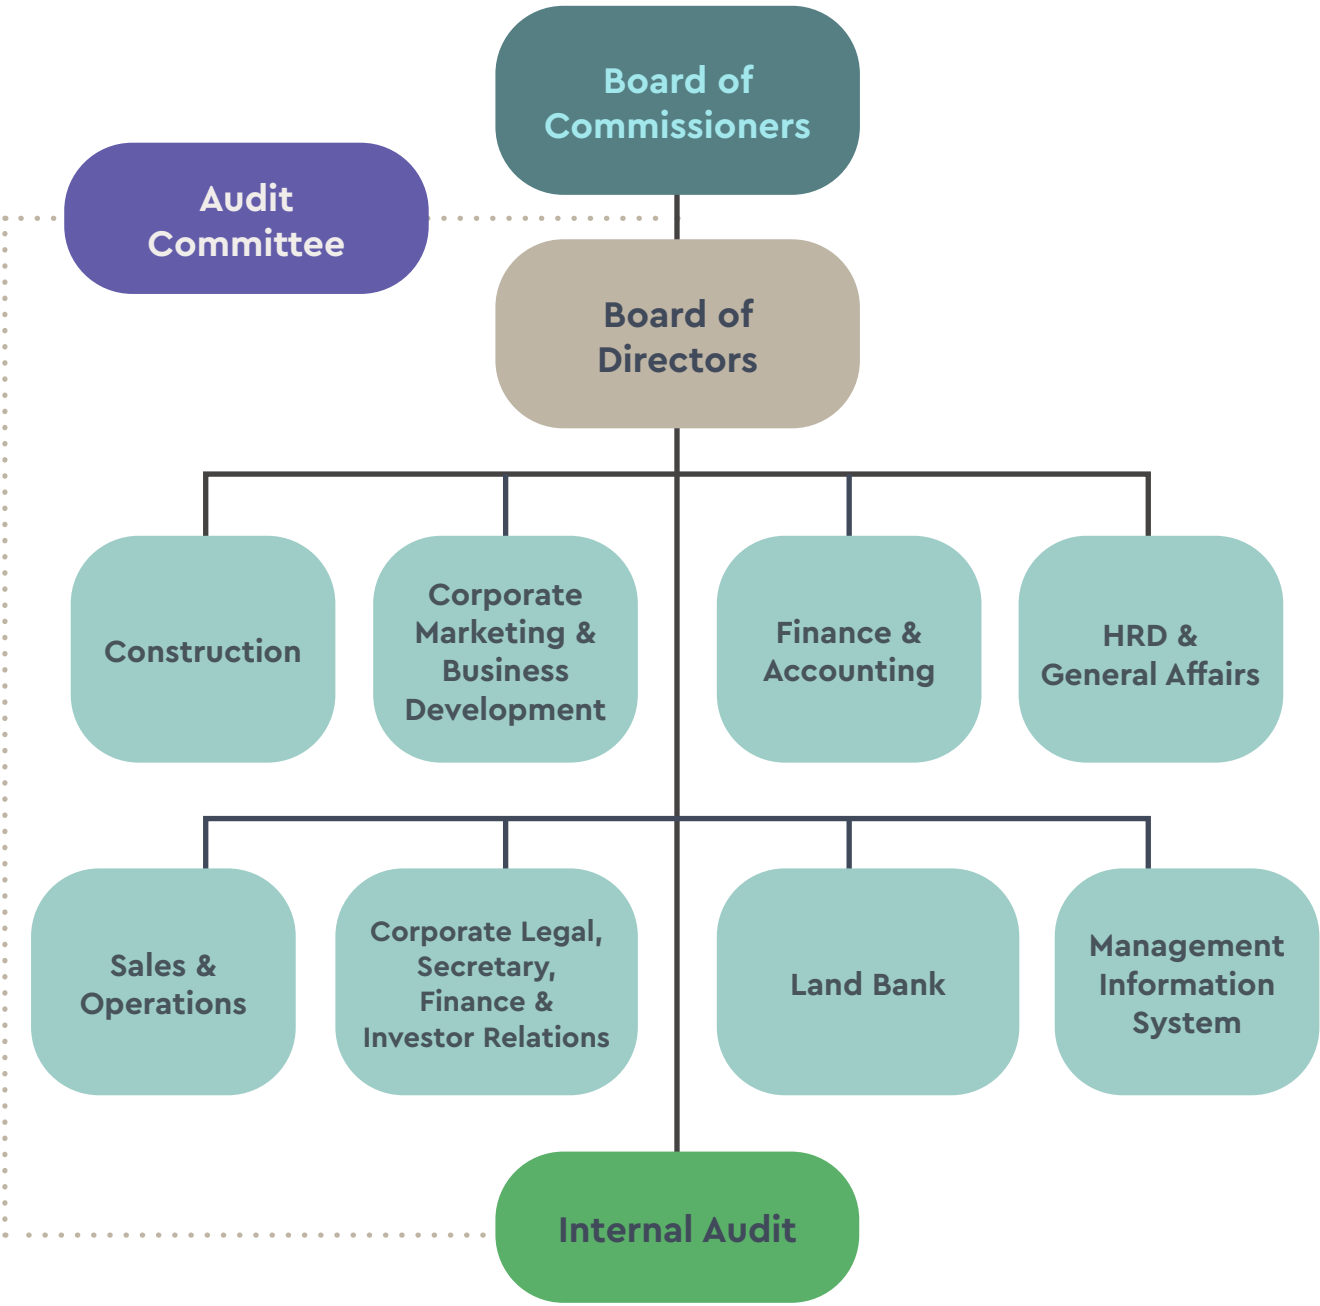 Board of
Commissioners
Audit
Committee
Board of
Directors
Construction
Corporate
Marketing &
Business
Development
Finance &
Accounting
HRD &
General Affairs
Sales &
Operations
Corporate Legal,
Secretary,
Finance &
Investor Relations
Land Bank
Management
Information
System
Internal Audit